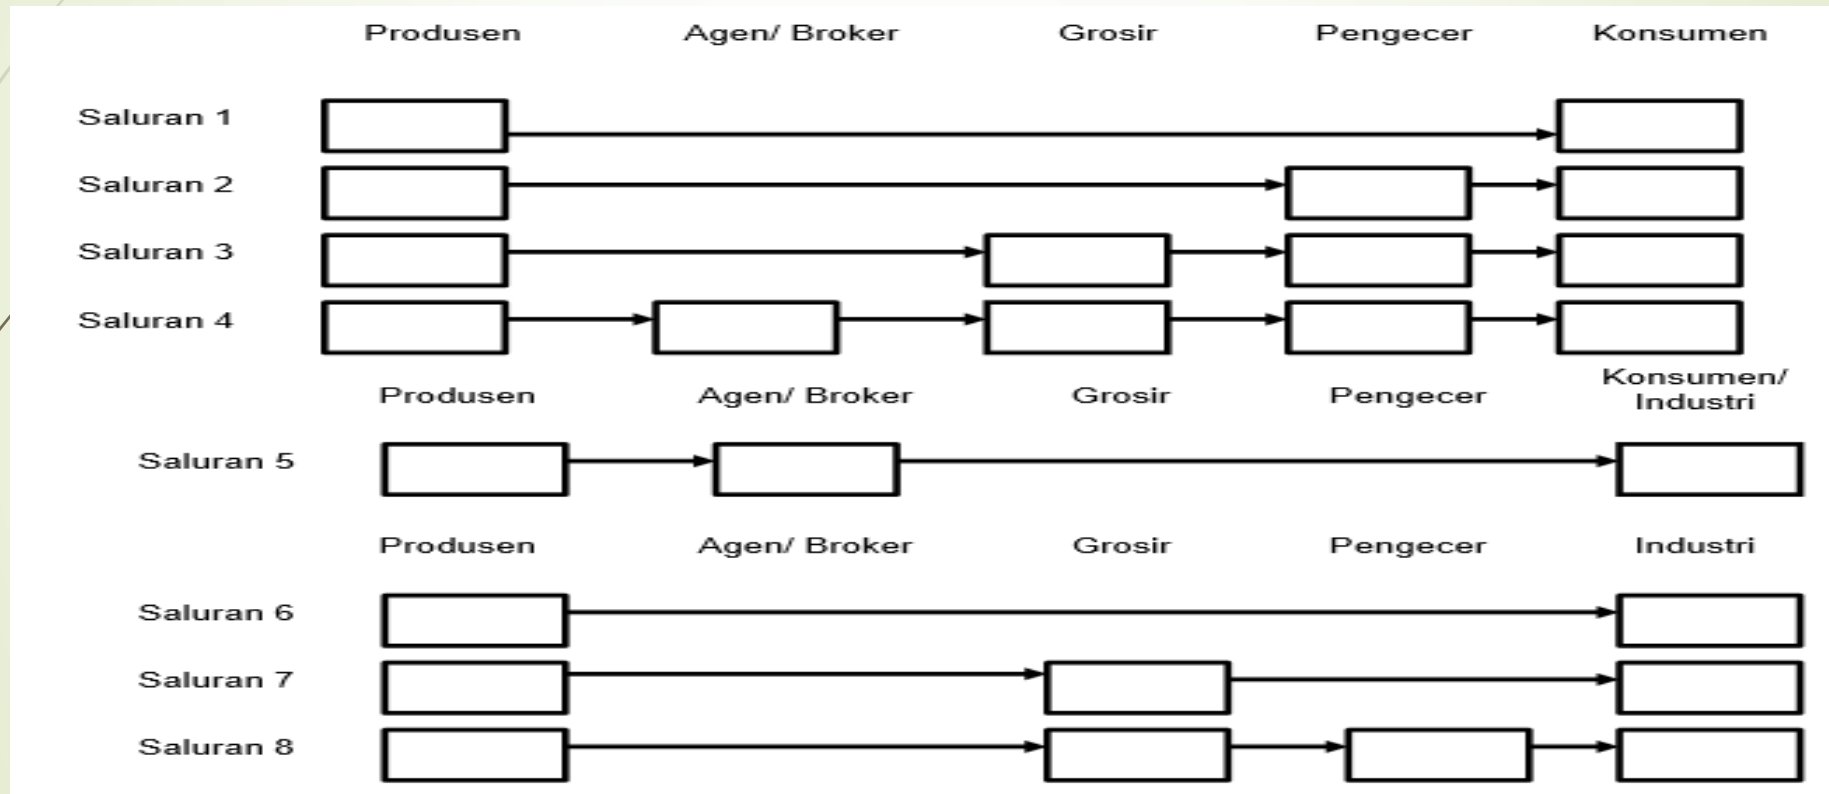 Produsen Agen/ Broker Grosir Pengecer Konsumen
Saluran 1
Saluran 2
Saluran 3
Saluran 4
Produsen Agen/ Broker Grosir Pengecer Konsumen/
Industri
Saluran 5
Produsen Agen/ Broker Grosir Pengecer Industri
Saluran 6
Saluran 7
Saluran 8